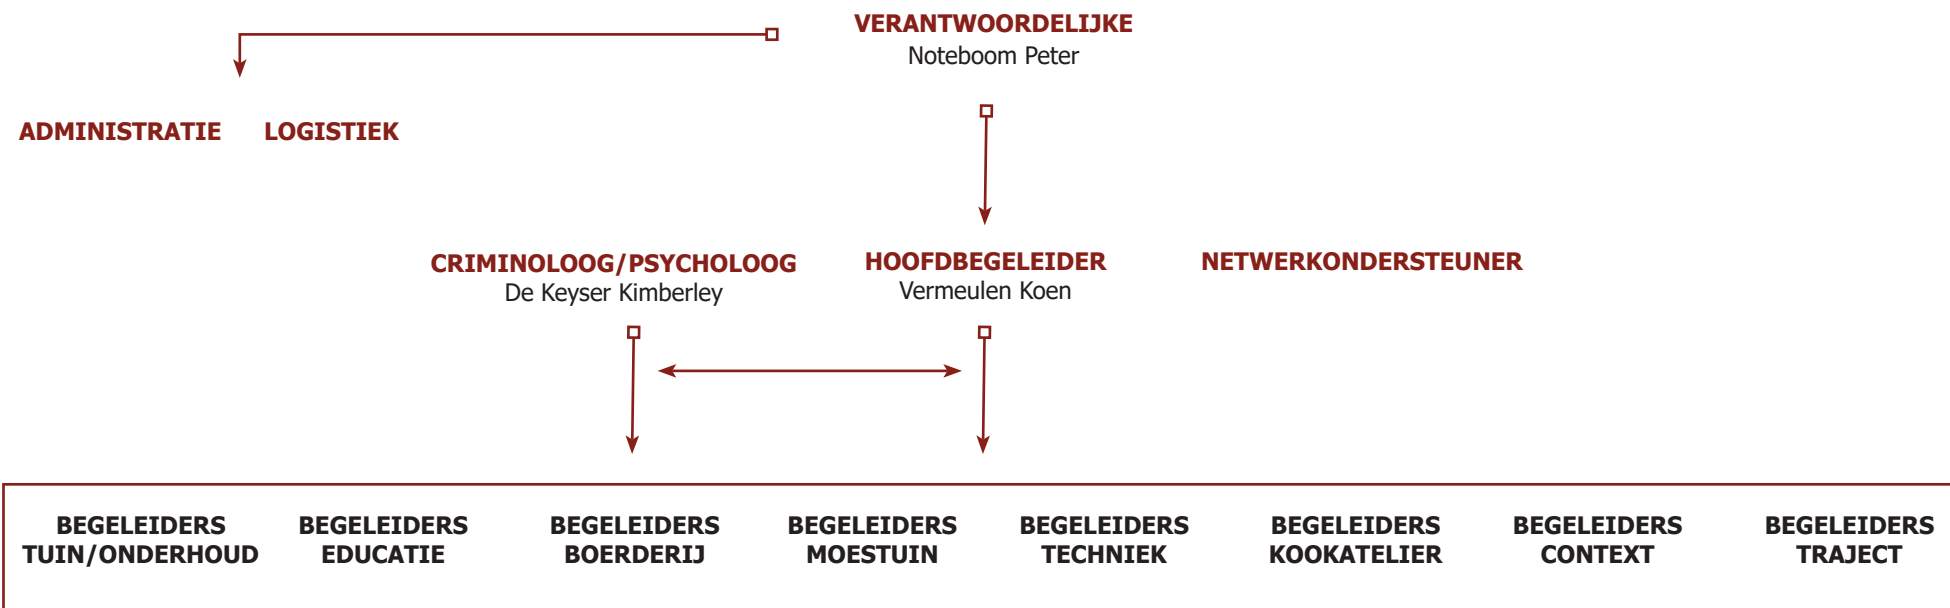 VERANTWOORDELIJKE
Noteboom Peter
ADMINISTRATIE LOGISTIEK
CRIMINOLOOG/PSYCHOLOOG
De Keyser Kimberley
HOOFDBEGELEIDER
Vermeulen Koen
NETWERKONDERSTEUNER
BEGELEIDERS
TUIN/ONDERHOUD
BEGELEIDERS
EDUCATIE
BEGELEIDERS
BOERDERIJ
BEGELEIDERS
MOESTUIN
BEGELEIDERS
TECHNIEK
BEGELEIDERS
KOOKATELIER
BEGELEIDERS
CONTEXT
BEGELEIDERS
TRAJECT